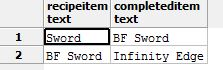 recipeitem completeditem
text text
1 Sword BF Sword
2 BF Sword Infinity Edge